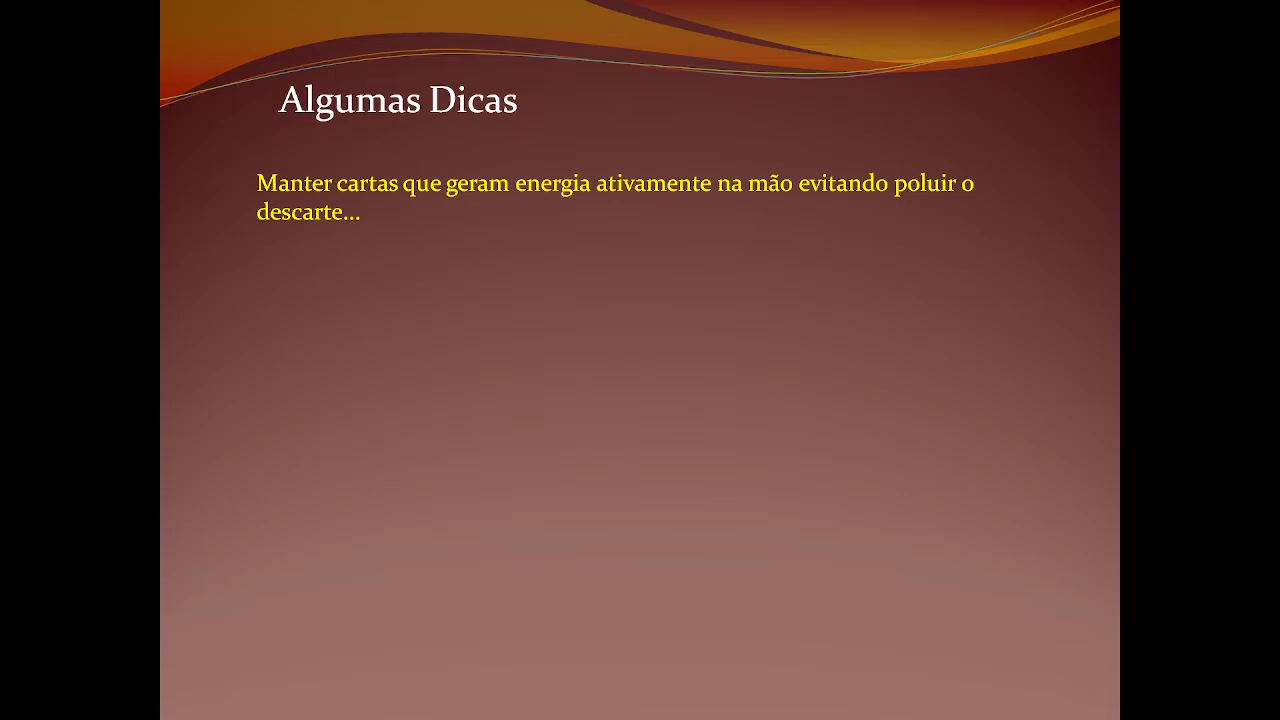 Algumas Dicas
Manter cartas que geram energia ativamente na mão evitando poluir o
descarte...